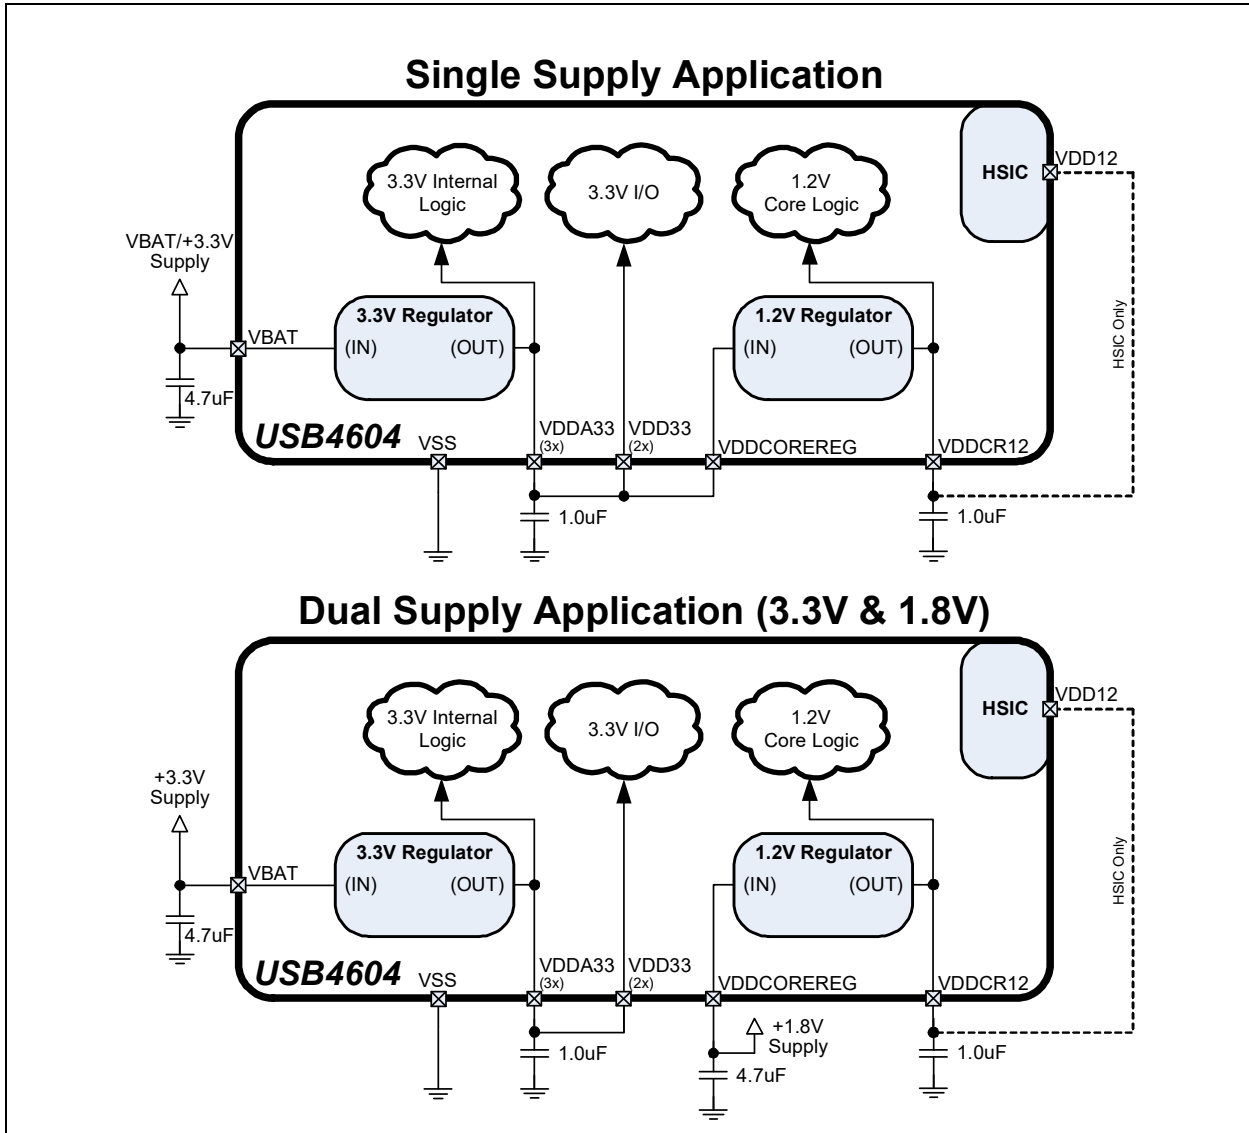 Single Supply Application
HSIC
VDD12
3.3V Internal
Logic
3.3V I/O
1.2V
Core Logic
VBAT/+3.3V
Supply
HSIC Only
3.3V Regulator
1.2V Regulator
VBAT
(IN)
(OUT)
(IN)
(OUT)
4.7uF
USB4604
VSS
VDDA33
(3x)
VDD33
(2x)
VDDCOREREG
VDDCR12
1.0uF
1.0uF
Dual Supply Application (3.3V & 1.8V)
HSIC
VDD12
3.3V Internal
Logic
3.3V I/O
1.2V
Core Logic
+3.3V
Supply
HSIC Only
3.3V Regulator
1.2V Regulator
VBAT
(IN)
(OUT)
(IN)
(OUT)
4.7uF
USB4604
VSS
VDDA33
(3x)
VDD33
(2x)
VDDCOREREG
VDDCR12
+1.8V
Supply
1.0uF
4.7uF
1.0uF